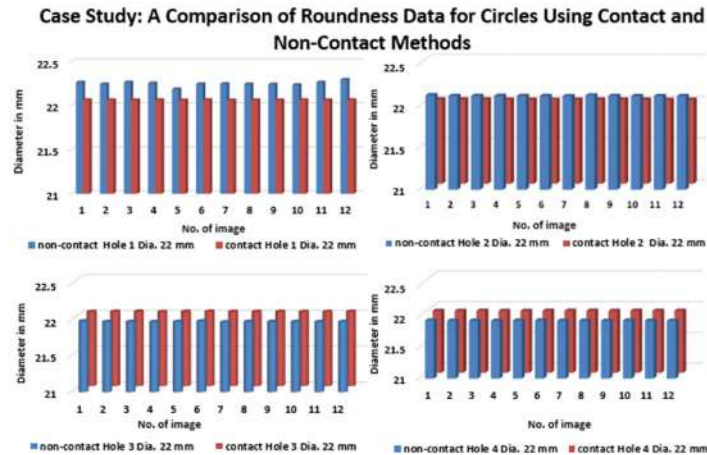 Case Study: A Comparison of Roundness Data for Circles Using Contact and
Non-Contact Methods
Diameter in mm
22.5
22
21.5
21
1 2 3 4 5 6 7 8 9 10 11 12
No. of image
non-contact Hole 1 Dia. 22 mm contact Hole 1 Dia. 22 mm
Diameter in mm
22.5
22
21.5
21
1 2 3 4 5 6 7 8 9 10 11 12
No. of image
non-contact Hole 2 Dia. 22 mm contact Hole 2 Dia. 22 mm
Diameter in mm
22.5
22
21.5
21
1 2 3 4 5 6 7 8 9 10 11 12
No. of image
non-contact Hole 3 Dia. 22 mm contact Hole 3 Dia. 22 mm
Diameter in mm
22.5
22
21.5
21
1 2 3 4 5 6 7 8 9 10 11 12
No. of image
non-contact Hole 4 Dia. 22 mm contact Hole 4 Dia. 22 mm